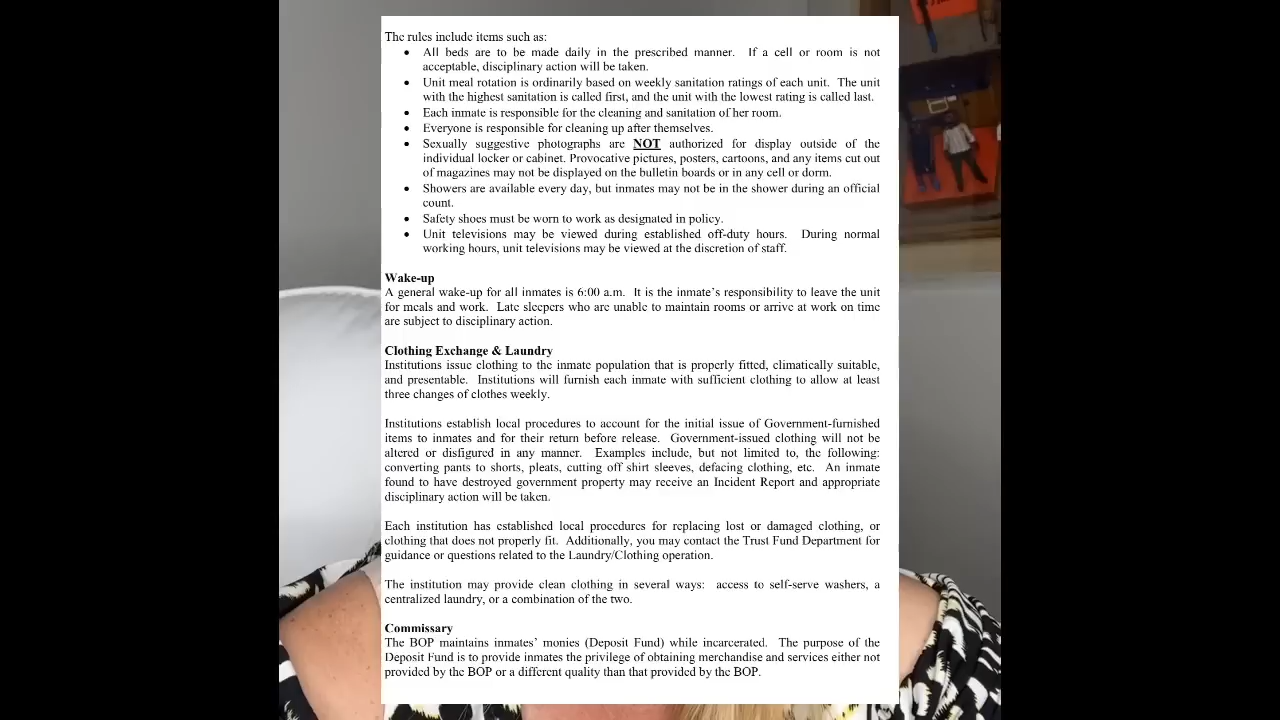 The rules include items such as:
• All beds are to be made daily in the prescribed manner. If a cell or room is not
acceptable, disciplinary action will be taken.
• Unit meal rotation is ordinarily based on weekly sanitation ratings of each unit. The unit
with the highest sanitation is called first, and the unit with the lowest rating is called last.
• Each inmate is responsible for the cleaning and sanitation of her room.
• Everyone is responsible for cleaning up after themselves.
• Sexually suggestive photographs are NOT authorized for display outside of the
individual locker or cabinet. Provocative pictures, posters, cartoons, and any items cut out
of magazines may not be displayed on the bulletin boards or in any cell or dorm.
• Showers are available every day, but inmates may not be in the shower during an official
count.
• Safety shoes must be worn to work as designated in policy.
• Unit televisions may be viewed during established off-duty hours. During normal
working hours, unit televisions may be viewed at the discretion of staff.
Wake-up
A general wake-up for all inmates is 6:00 a.m. It is the inmate's responsibility to leave the unit
for meals and work. Late sleepers who are unable to maintain rooms or arrive at work on time
are subject to disciplinary action.
Clothing Exchange & Laundry
Institutions issue clothing to the inmate population that is properly fitted, climatically suitable,
and presentable. Institutions will furnish each inmate with sufficient clothing to allow at least
three changes of clothes weekly.
Institutions establish local procedures to account for the initial issue of Government-furnished
items to inmates and for their return before release. Government-issued clothing will not be
altered or disfigured in any manner. Examples include, but not limited to, the following:
converting pants to shorts, pleats, cutting off shirt sleeves, defacing clothing, etc. An inmate
found to have destroyed government property may receive an Incident Report and appropriate
disciplinary action will be taken.
Each institution has established local procedures for replacing lost or damaged clothing, or
clothing that does not properly fit. Additionally, you may contact the Trust Fund Department for
guidance or questions related to the Laundry/Clothing operation.
The institution may provide clean clothing in several ways: access to self-serve washers, a
centralized laundry, or a combination of the two.
Commissary
The BOP maintains inmates' monies (Deposit Fund) while incarcerated. The purpose of the
Deposit Fund is to provide inmates the privilege of obtaining merchandise and services either not
provided by the BOP or a different quality than that provided by the BOP.